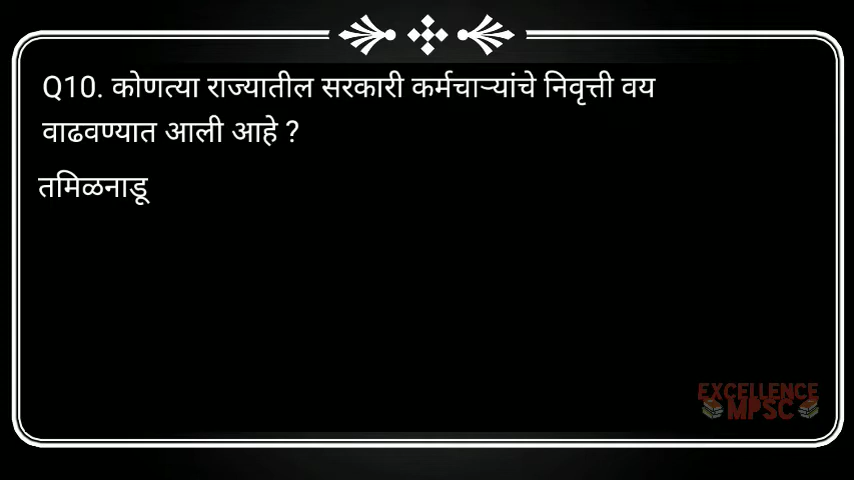 Q10. कोणत्या राज्यातील सरकारी कर्मचाऱ्यांचे निवृत्ती वय
वाढवण्यात आली आहे ?
तमिळनाडू
EXCELLENCE
MPSC